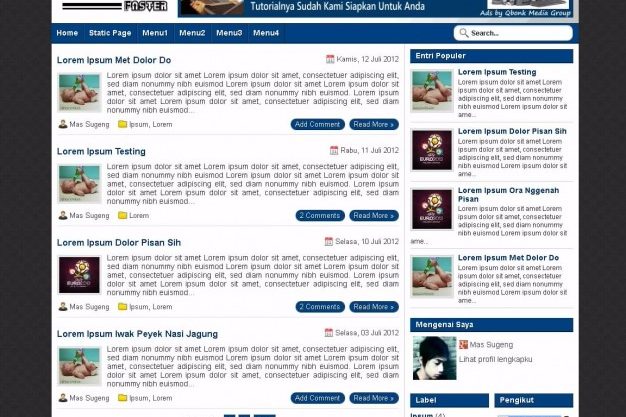 FASTER
Tutorialnya Sudah Kami Siapkan Untuk Anda
Ads by Qbonk Media Group
Home Static Page Menu1 Menu2 Menu3 Menu4
Search...
Lorem Ipsum Met Dolor Do
Kamis, 12 Juli 2012
Lorem ipsum dolor sit Lorem ipsum dolor sit amet, consectetuer adipiscing elit,
sed diam nonummy nibh euismod Lorem ipsum dolor sit Lorem ipsum dolor sit
amet, consectetuer adipiscing elit, sed diam nonummy nibh euismod Lorem ipsum
dolor sit Lorem ipsum dolor sit amet, consectetuer adipiscing elit, sed diam
nonummy nibh euismod...
Mas Sugeng Ipsum, Lorem
Add Comment Read More »
Lorem Ipsum Testing
Rabu, 11 Juli 2012
Lorem ipsum dolor sit Lorem ipsum dolor sit amet, consectetuer adipiscing elit,
sed diam nonummy nibh euismod Lorem ipsum dolor sit Lorem ipsum dolor sit
amet, consectetuer adipiscing elit, sed diam nonummy nibh euismod Lorem ipsum
dolor sit Lorem ipsum dolor sit amet, consectetuer adipiscing elit, sed diam
nonummy nibh euismod...
Mas Sugeng Lorem
2 Comments Read More »
Lorem Ipsum Dolor Pisan Sih
Selasa, 10 Juli 2012
Lorem ipsum dolor sit Lorem ipsum dolor sit amet, consectetuer adipiscing elit,
sed diam nonummy nibh euismod Lorem ipsum dolor sit Lorem ipsum dolor sit
amet, consectetuer adipiscing elit, sed diam nonummy nibh euismod Lorem ipsum
dolor sit Lorem ipsum dolor sit amet, consectetuer adipiscing elit, sed diam
nonummy nibh euismod...
Mas Sugeng Ipsum, Lorem
2 Comments Read More »
Lorem Ipsum Iwak Peyek Nasi Jagung
Selasa, 03 Juli 2012
Lorem ipsum dolor sit Lorem ipsum dolor sit amet, consectetuer adipiscing elit,
sed diam nonummy nibh euismod Lorem ipsum dolor sit Lorem ipsum dolor sit
amet, consectetuer adipiscing elit, sed diam nonummy nibh euismod Lorem ipsum
dolor sit Lorem ipsum dolor sit amet, consectetuer adipiscing elit, sed diam
nonummy nibh euismod...
Mas Sugeng Ipsum, Lorem
Add Comment Read More »
Entri Populer
Lorem Ipsum Testing
Lorem ipsum dolor sit Lorem
ipsum dolor sit amet, consectetuer
adipiscing elit, sed diam nonummy
nibh euismod Lorem ipsum dolor sit
Lorem ipsum dolor sit ame...
Lorem Ipsum Dolor Pisan Sih
Lorem ipsum dolor sit Lorem
ipsum dolor sit amet, consectetuer
adipiscing elit, sed diam nonummy
nibh euismod Lorem ipsum dolor sit
Lorem ipsum dolor sit
ame...
Lorem Ipsum Ora Nggenah
Pisan
Lorem ipsum dolor sit Lorem
ipsum dolor sit amet, consectetuer
adipiscing elit, sed diam nonummy
nibh euismod Lorem ipsum dolor sit Lorem ipsum dolor sit
ame...
Lorem Ipsum Met Dolor Do
Lorem ipsum dolor sit Lorem
ipsum dolor sit amet, consectetuer
adipiscing elit, sed diam nonummy
nibh euismod Lorem ipsum dolor sit
Lorem ipsum dolor sit ame...
Mengenai Saya
Mas Sugeng
Lihat profil lengkapku
Label Pengikut
Ipsum (4)